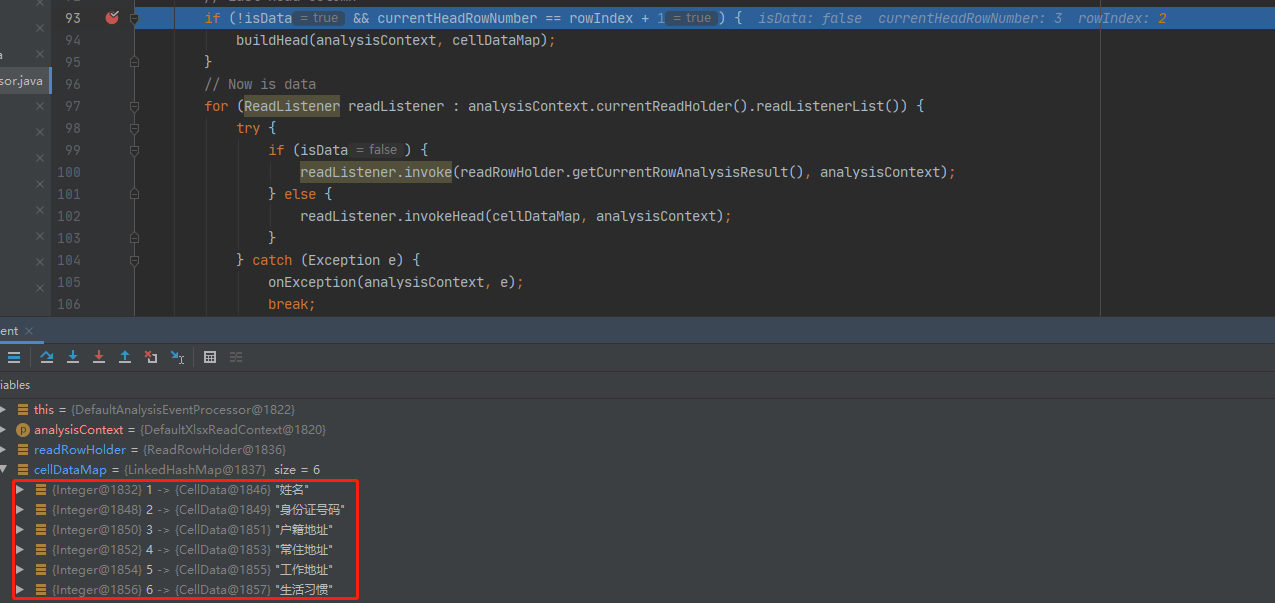 93 if (!isData = true && currentHeadRowNumber == rowIndex + 1 = true ) { isData: false currentHeadRowNumber: 3 rowIndex: 2
94 buildHead(analysisContext, cellDataMap);
95 }
sor.java 96 // Now is data
97 for (ReadListener readListener : analysisContext.currentReadHolder().readListenerList()) {
98 try {
99 if (isData = false ) {
100 readListener.invoke(readRowHolder.getCurrentRowAnalysisResult(), analysisContext);
101 } else {
102 readListener.invokeHead(cellDataMap, analysisContext);
103 }
104 } catch (Exception e) {
105 onException(analysisContext, e);
106 break;
ent
iables
this = {DefaultAnalysisEventProcessor@1822}
p analysisContext = {DefaultXlsxReadContext@1820}
readRowHolder = {ReadRowHolder@1836}
cellDataMap = {LinkedHashMap@1837} size = 6
{Integer@1832} 1 -> {CellData@1846} "姓名"
{Integer@1848} 2 -> {CellData@1849} "身份证号码"
{Integer@1850} 3 -> {CellData@1851} "户籍地址"
{Integer@1852} 4 -> {CellData@1853} "常住地址"
{Integer@1854} 5 -> {CellData@1855} "工作地址"
{Integer@1856} 6 -> {CellData@1857} "生活习惯"